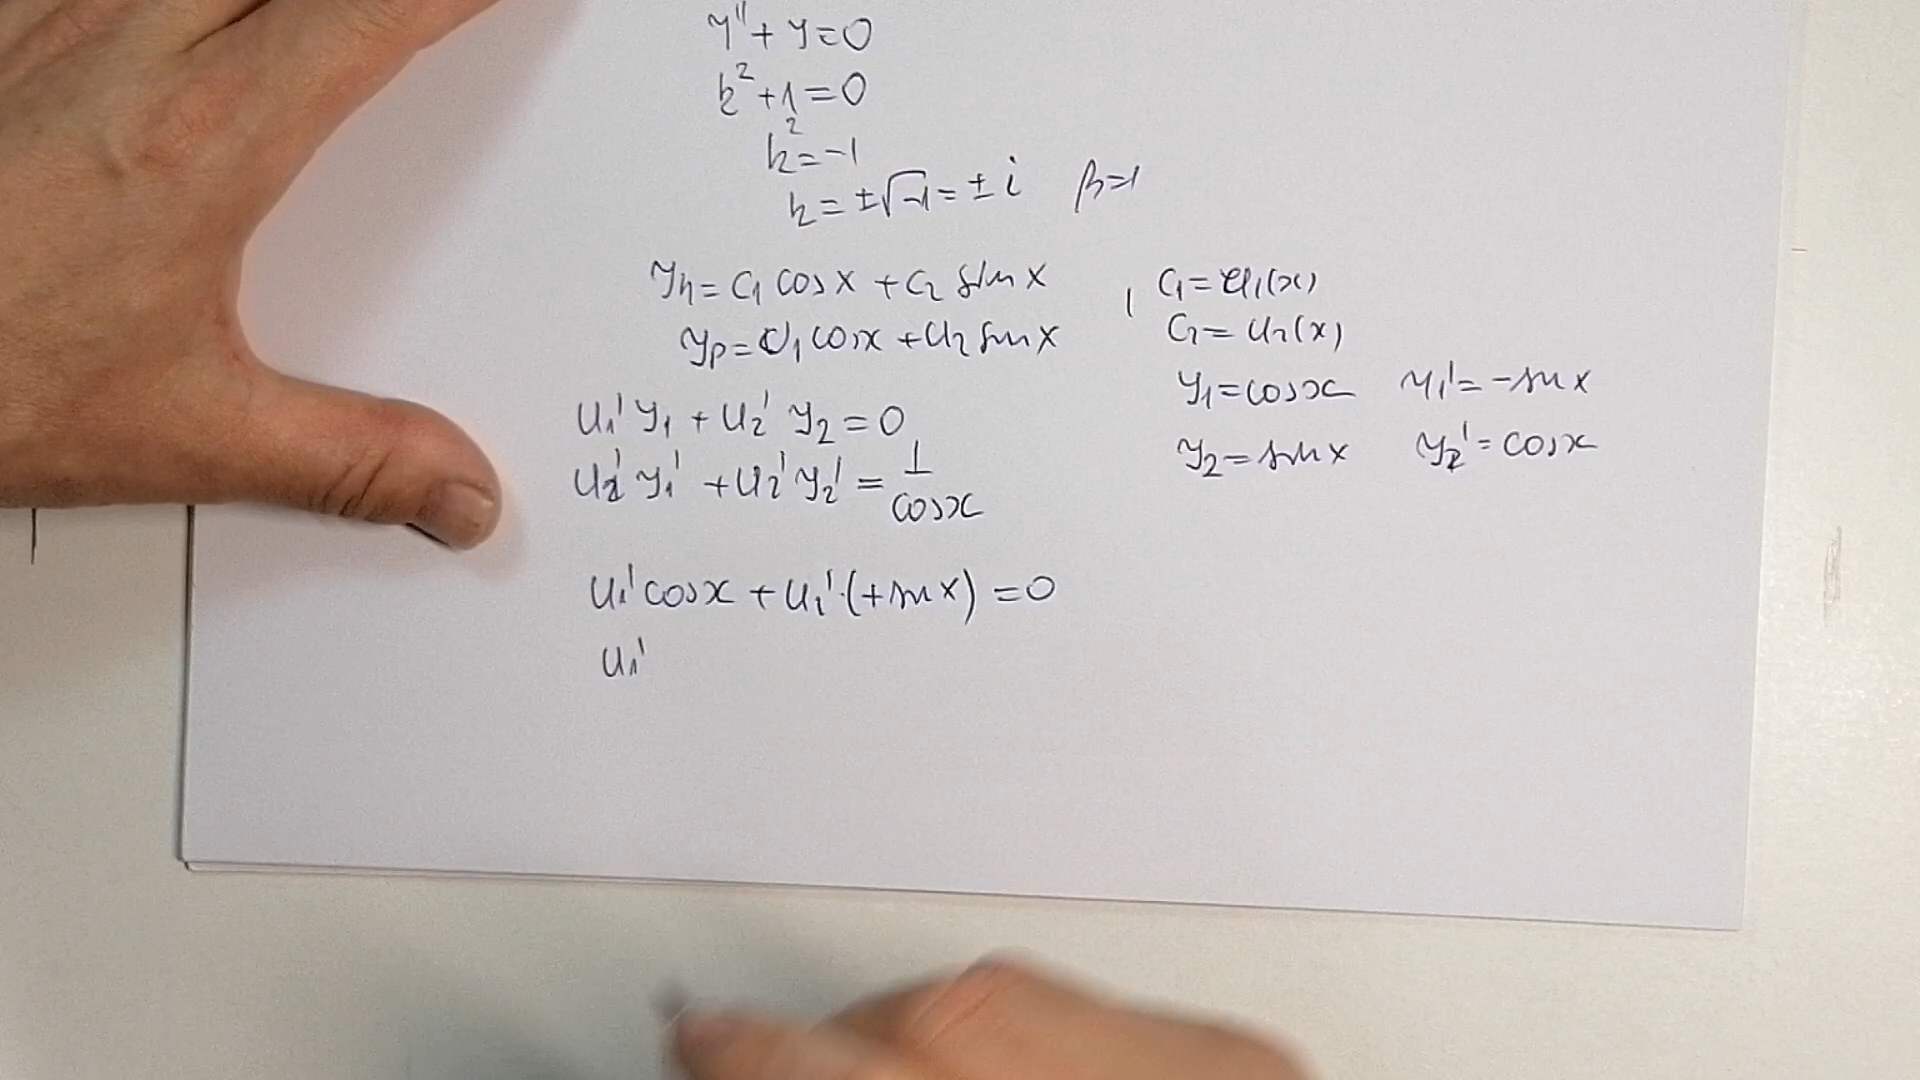 y'' + y = 0
k² + 1 = 0
k² = -1
k = ±√-1 = ± i    β=1
yh = C₁ cos x + C₂ sin x    C₁ = u₁(x)
yp = U₁ cos x + U₂ sin x    C₂ = u₂(x)
y₁ = cos x    y₁' = -sin x
U₁' y₁ + U₂' y₂ = 0
y₂ = sin x    y₂' = cos x
U₁' y₁' + U₂' y₂' = 1/cos x
U₁' cos x + U₂'·(+sin x) = 0
U₁'